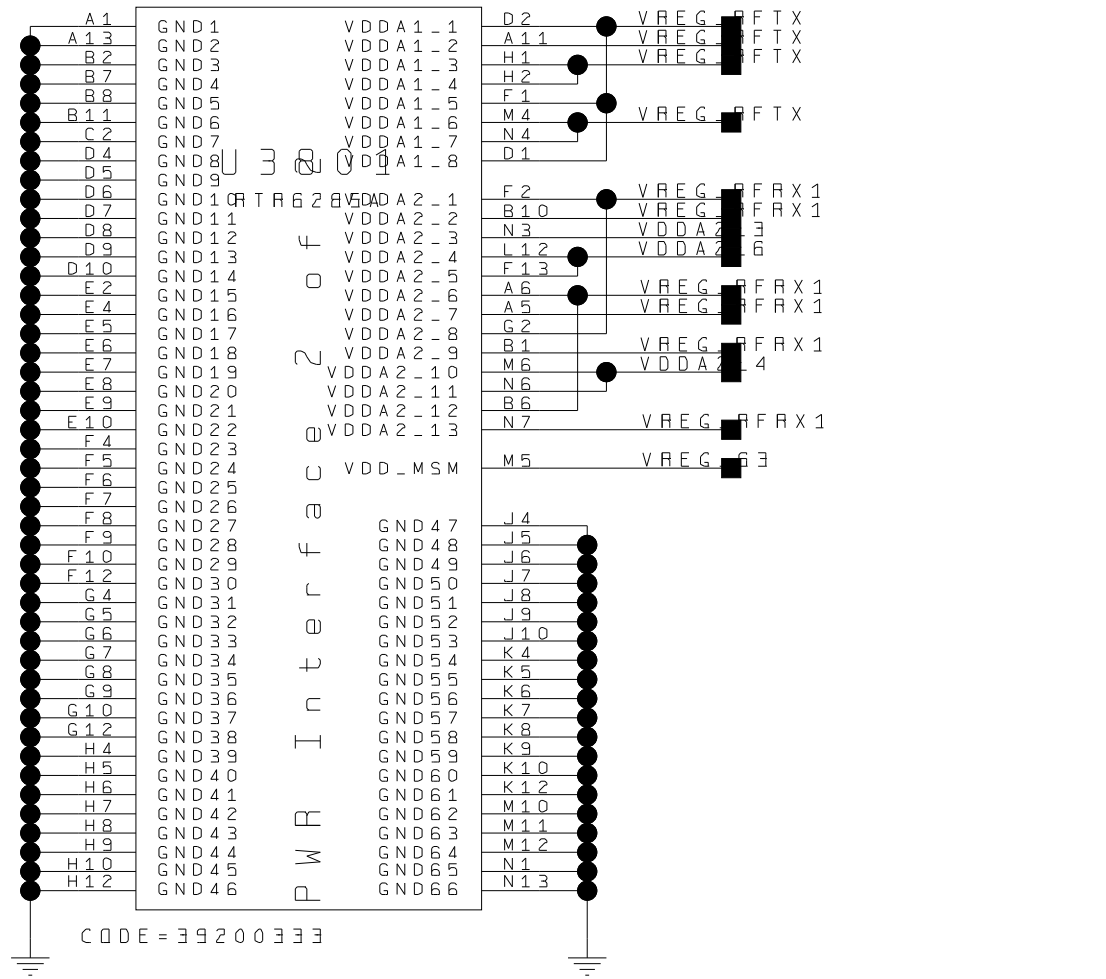 A1 GND1 VDDA1_1 D2 VREG_RFTX
A13 GND2 VDDA1_2 A11 VREG_RFTX
B2 GND3 VDDA1_3 H1 VREG_RFTX
B7 GND4 VDDA1_4 H2
B8 GND5 VDDA1_5 F1
B11 GND6 VDDA1_6 M4 VREG_RFTX
C2 GND7 VDDA1_7 N4
D4 GND8 U3801 VDDA1_8 D1
D5 GND9
D6 GND10 RTR6285A VDDA2_1 F2 VREG_RFRX1
D7 GND11 VDDA2_2 B10 VREG_RFRX1
D8 GND12 VDDA2_3 N3 VDDA2_3
D9 GND13 VDDA2_4 L12 VDDA2_6
D10 GND14 VDDA2_5 F13
E2 GND15 VDDA2_6 A6 VREG_RFRX1
E4 GND16 VDDA2_7 A5 VREG_RFRX1
E5 GND17 VDDA2_8 G2
E6 GND18 VDDA2_9 B1 VREG_RFRX1
E7 GND19 VDDA2_10 M6 VDDA2_4
E8 GND20 VDDA2_11 N6
E9 GND21 VDDA2_12 B6
E10 GND22 VDDA2_13 N7 VREG_RFRX1
F4 GND23
F5 GND24 VDD_MSM M5
F6 GND25
F7 GND26
F8 GND27 GND47 J4
F9 GND28 GND48 J5
F10 GND29 GND49 J6
F12 GND30 GND50 J7
G4 GND31 GND51 J8
G5 GND32 GND52 J9
G6 GND33 GND53 J10
G7 GND34 GND54 K4
G8 GND35 GND55 K5
G9 GND36 GND56 K6
G10 GND37 GND57 K7
G12 GND38 GND58 K8
H4 GND39 GND59 K9
H5 GND40 GND60 K10
H6 GND41 GND61 K12
H7 GND42 GND62 M10
H8 GND43 GND63 M11
H9 GND44 GND64 M12
H10 GND45 GND65 N1
H12 GND46 GND66 N13
PWR Interface 2 of 2
CODE=39200333